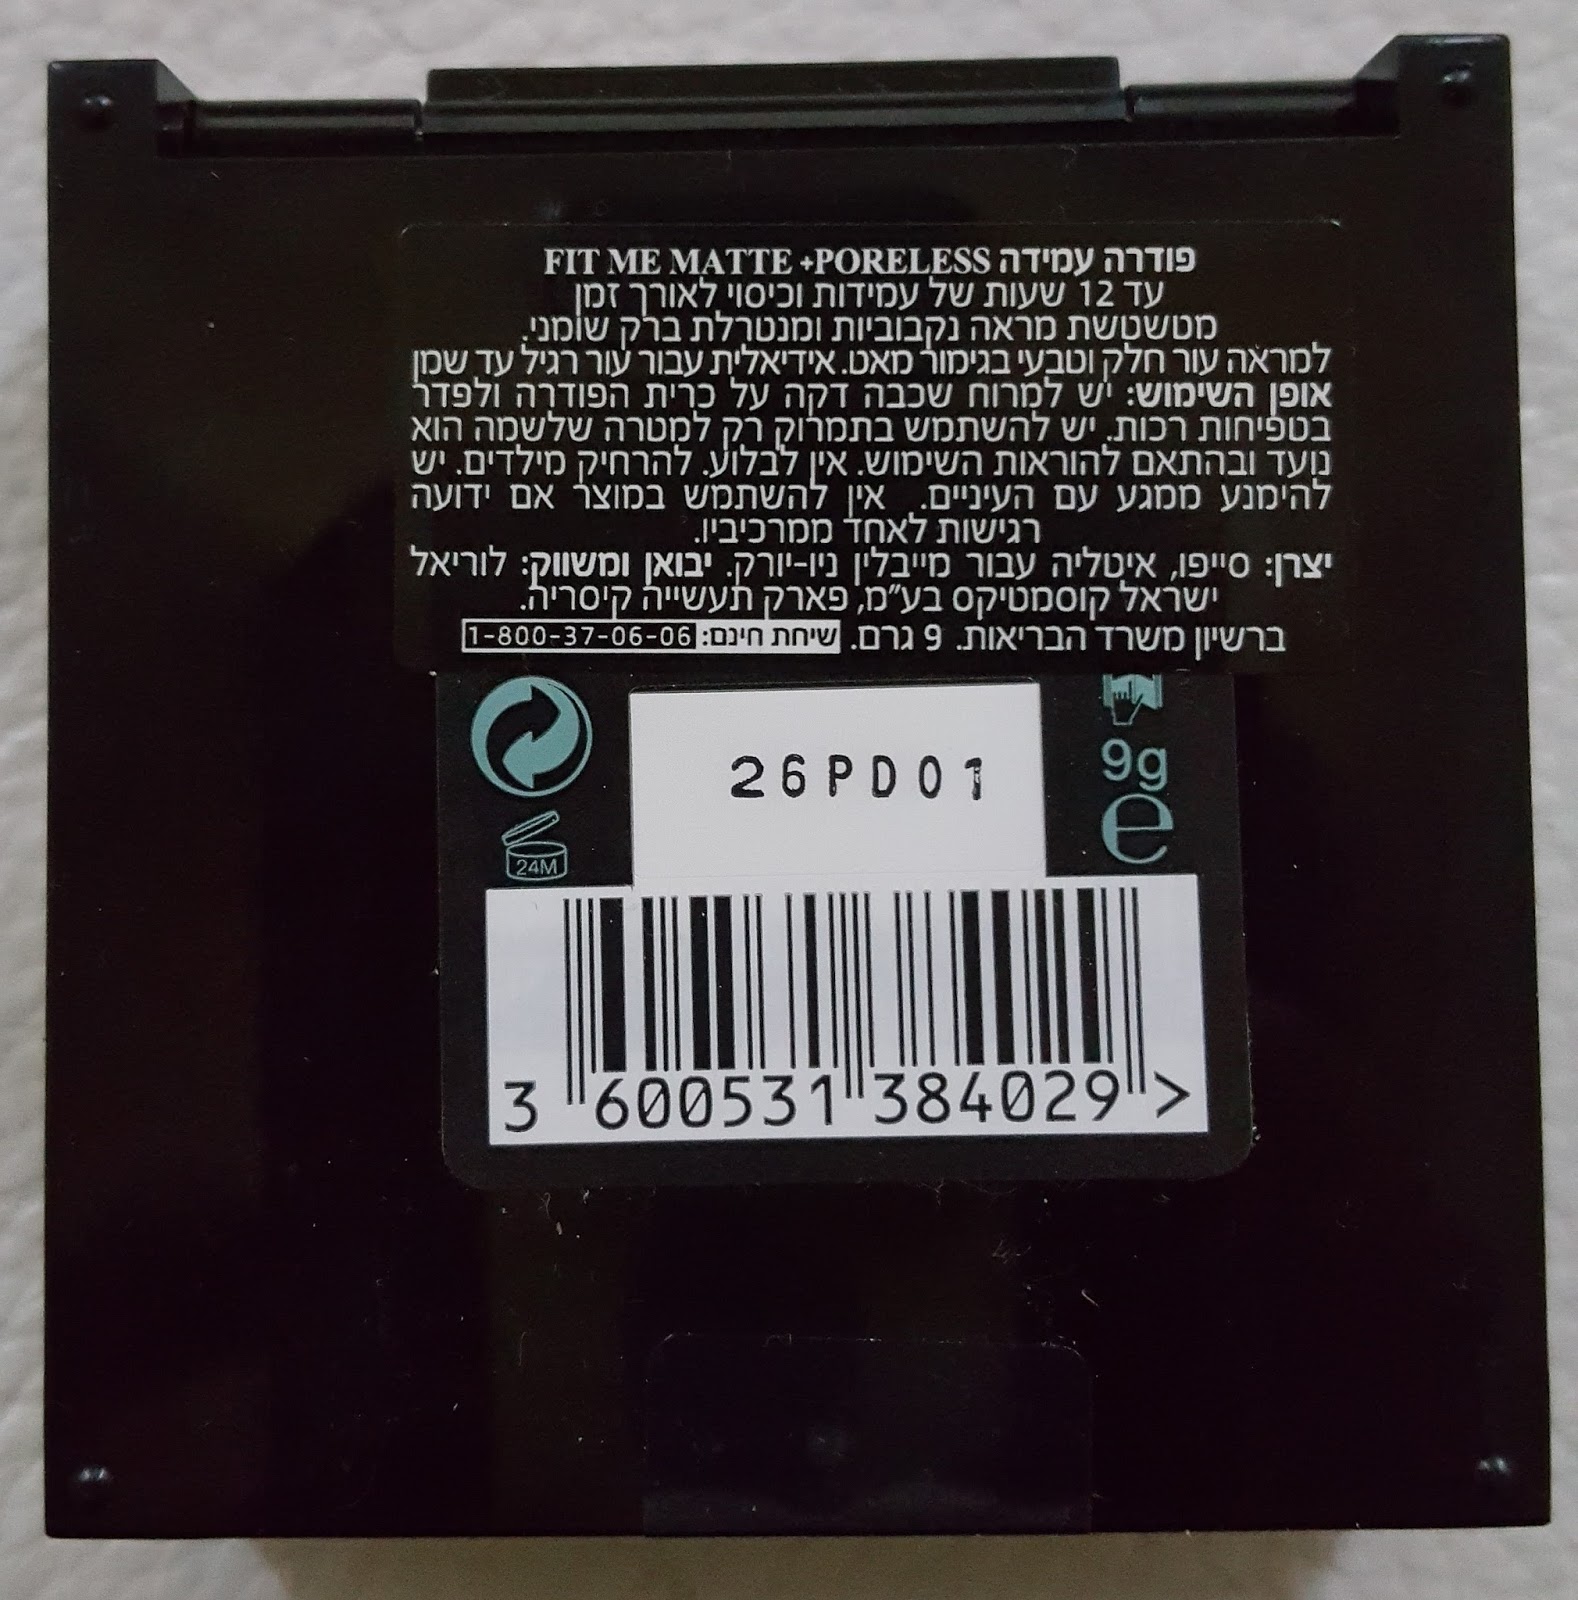 פודרה עמידה FIT ME MATTE +PORELESS
עד 12 שעות של עמידות וכיסוי לאורך זמן
מטשטשת מראה נקבוביות ומנטרלת ברק שומני.
למראה עור חלק וטבעי בגימור מאט. אידיאלית עבור עור רגיל עד שמן
אופן השימוש: יש למרוח שכבה דקה על כרית הפודרה ולפדר
בטפיחות רכות. יש להשתמש בתמרוק רק למטרה שלשמה הוא
נועד ובהתאם להוראות השימוש. אין לבלוע. להרחיק מילדים. יש
להימנע ממגע עם העיניים. אין להשתמש במוצר אם ידועה
רגישות לאחד ממרכיביו.
יצרן: סייפו, איטליה עבור מייבלין ניו-יורק. יבואן ומשווק: לוריאל
ישראל קוסמטיקס בע"מ, פארק תעשייה קיסריה.
ברשיון משרד הבריאות. 9 גרם. שיחת חינם: 1-800-37-06-06
26PD01
9g
e
24M
3 600531 384029 >